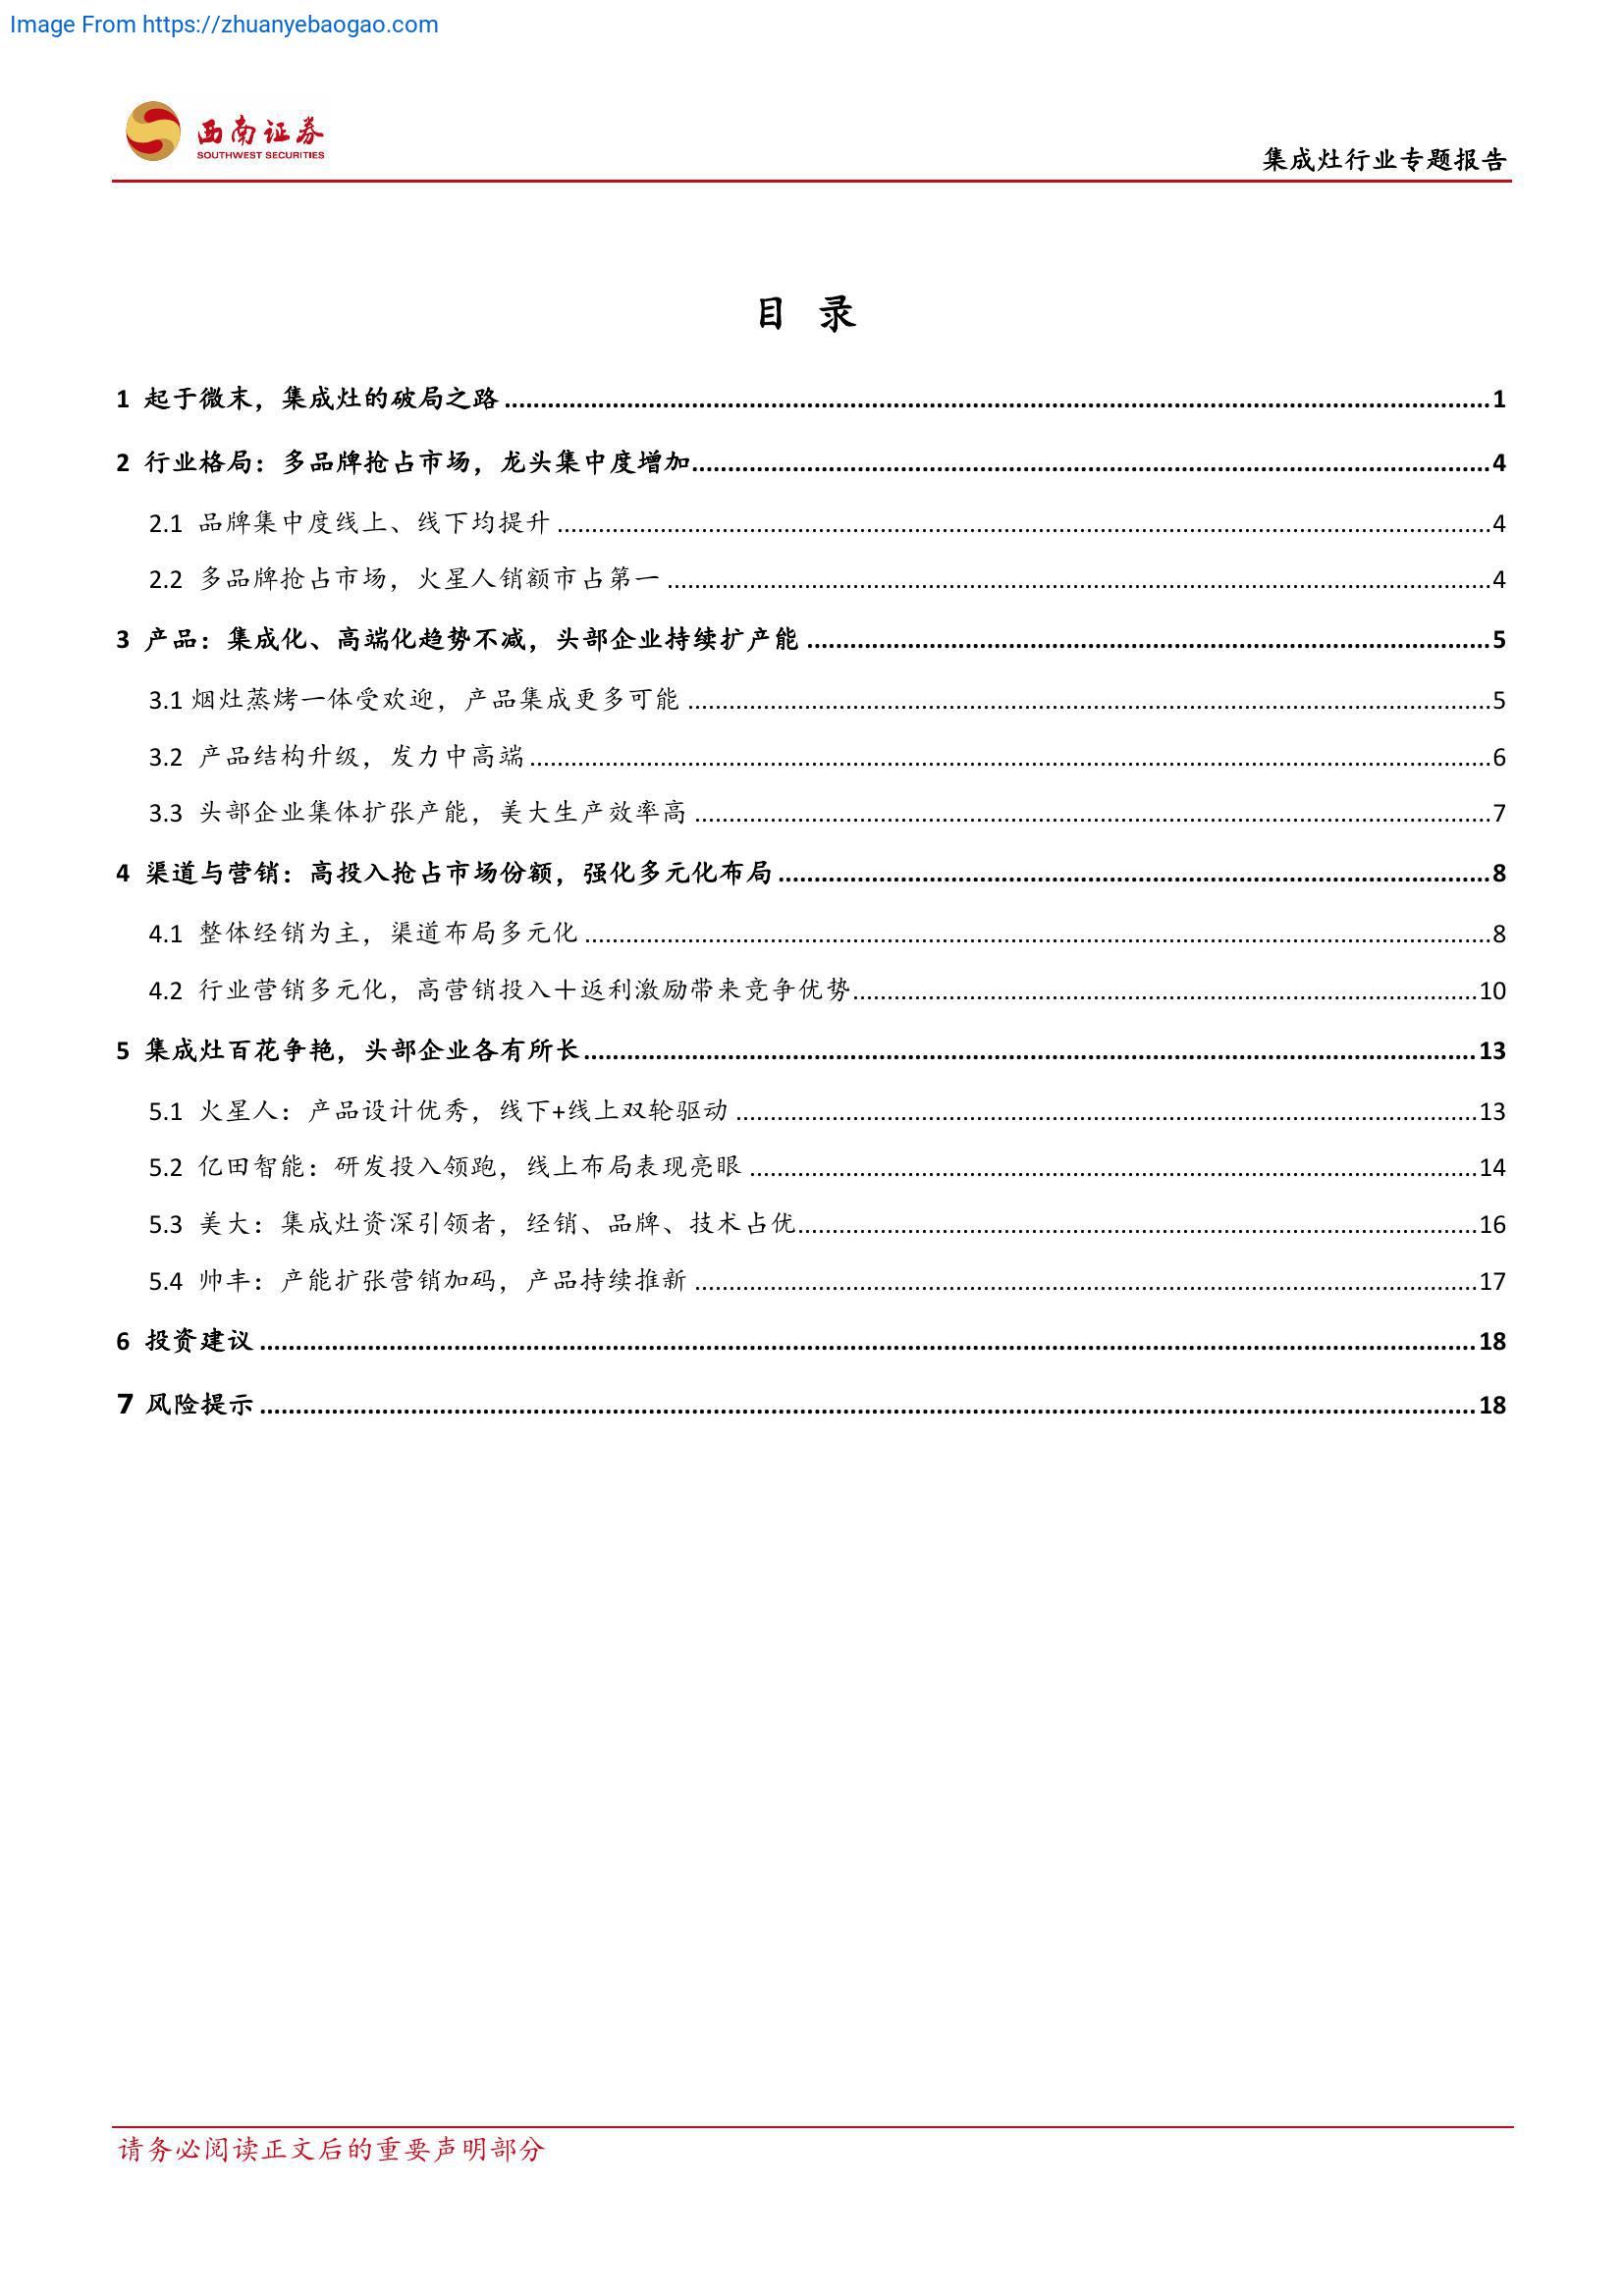 Image From https://zhuanyebaogao.com
西南证券
SOUTHWEST SECURITIES
集成灶行业专题报告
目 录
1 起于微末，集成灶的破局之路 ........ 1
2 行业格局：多品牌抢占市场，龙头集中度增加 ........ 4
2.1 品牌集中度线上、线下均提升 ........ 4
2.2 多品牌抢占市场，火星人销额市占第一 ........ 4
3 产品：集成化、高端化趋势不减，头部企业持续扩产能 ........ 5
3.1 烟灶蒸烤一体受欢迎，产品集成更多可能 ........ 5
3.2 产品结构升级，发力中高端 ........ 6
3.3 头部企业集体扩张产能，美大生产效率高 ........ 7
4 渠道与营销：高投入抢占市场份额，强化多元化布局 ........ 8
4.1 整体经销为主，渠道布局多元化 ........ 8
4.2 行业营销多元化，高营销投入＋返利激励带来竞争优势 ........ 10
5 集成灶百花争艳，头部企业各有所长 ........ 13
5.1 火星人：产品设计优秀，线下+线上双轮驱动 ........ 13
5.2 亿田智能：研发投入领跑，线上布局表现亮眼 ........ 14
5.3 美大：集成灶资深引领者，经销、品牌、技术占优 ........ 16
5.4 帅丰：产能扩张营销加码，产品持续推新 ........ 17
6 投资建议 ........ 18
7 风险提示 ........ 18
请务必阅读正文后的重要声明部分